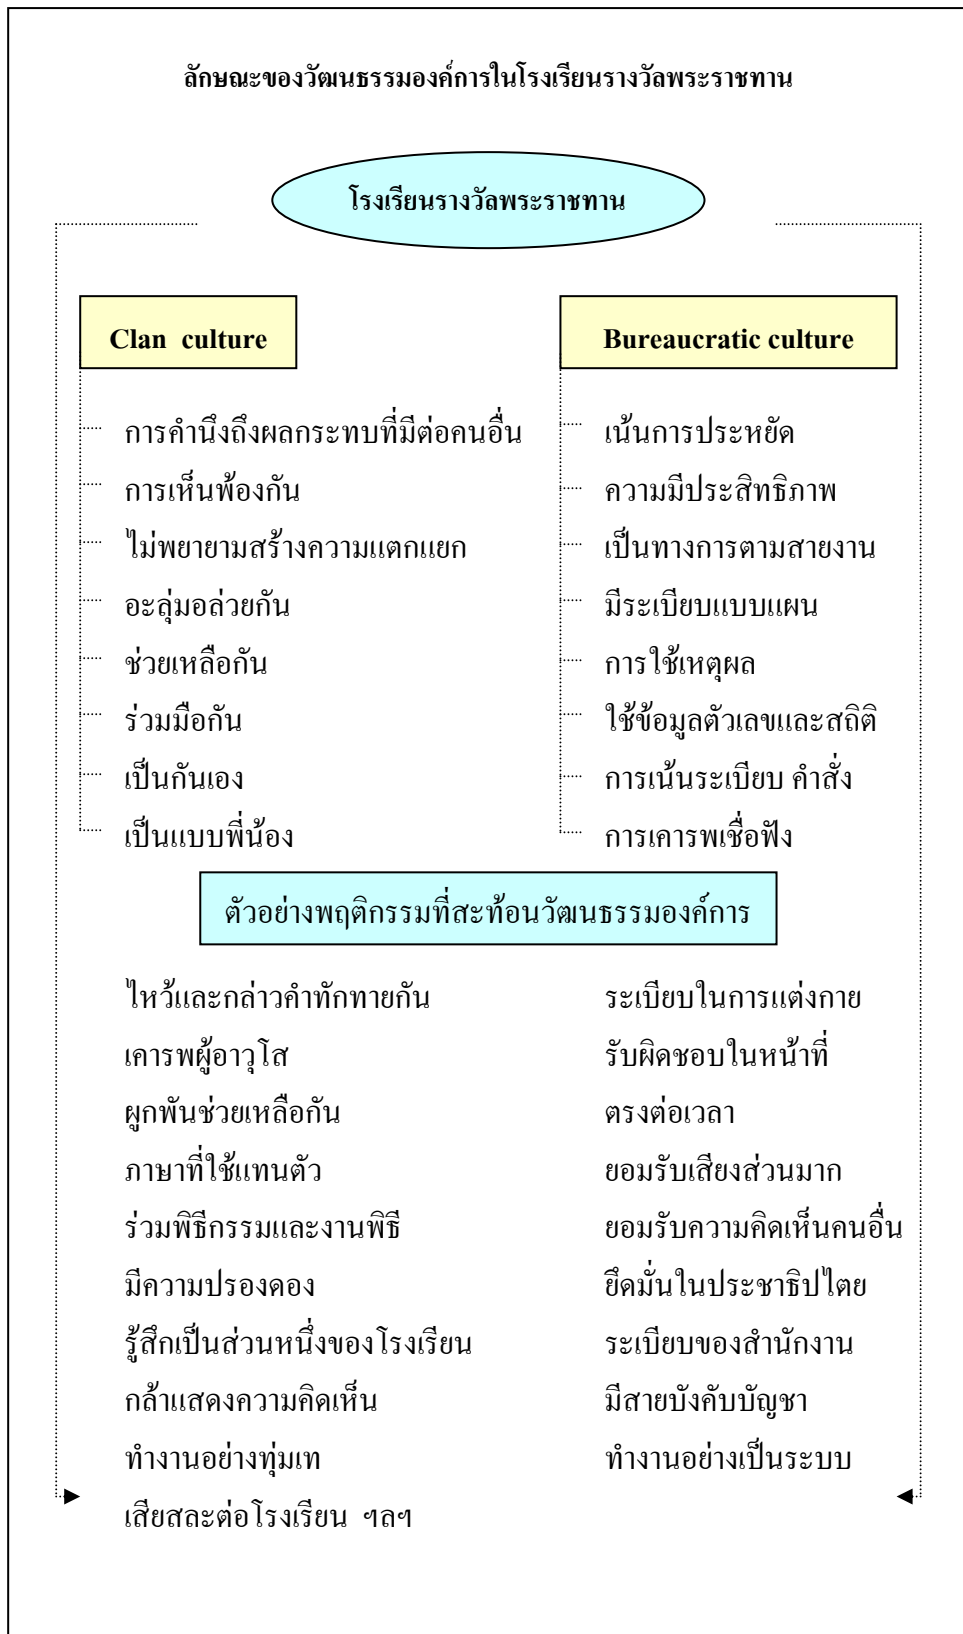 ลักษณะของวัฒนธรรมองค์การในโรงเรียนรางวัลพระราชทาน
โรงเรียนรางวัลพระราชทาน
Clan culture
การคำนึงถึงผลกระทบที่มีต่อคนอื่น
การเห็นพ้องกัน
ไม่พยายามสร้างความแตกแยก
อะลุ่มอล่วยกัน
ช่วยเหลือกัน
ร่วมมือกัน
เป็นกันเอง
เป็นแบบพี่น้อง
Bureaucratic culture
เน้นการประหยัด
ความมีประสิทธิภาพ
เป็นทางการตามสายงาน
มีระเบียบแบบแผน
การใช้เหตุผล
ใช้ข้อมูลตัวเลขและสถิติ
การเน้นระเบียบ คำสั่ง
การเคารพเชื่อฟัง
ตัวอย่างพฤติกรรมที่สะท้อนวัฒนธรรมองค์การ
ไหว้และกล่าวคำทักทายกัน
เคารพผู้อาวุโส
ผูกพันช่วยเหลือกัน
ภาษาที่ใช้แทนตัว
ร่วมพิธีกรรมและงานพิธี
มีความปรองดอง
รู้สึกเป็นส่วนหนึ่งของโรงเรียน
กล้าแสดงความคิดเห็น
ทำงานอย่างทุ่มเท
เสียสละต่อโรงเรียน ฯลฯ
ระเบียบในการแต่งกาย
รับผิดชอบในหน้าที่
ตรงต่อเวลา
ยอมรับเสียงส่วนมาก
ยอมรับความคิดเห็นคนอื่น
ยึดมั่นในประชาธิปไตย
ระเบียบของสำนักงาน
มีสายบังคับบัญชา
ทำงานอย่างเป็นระบบ